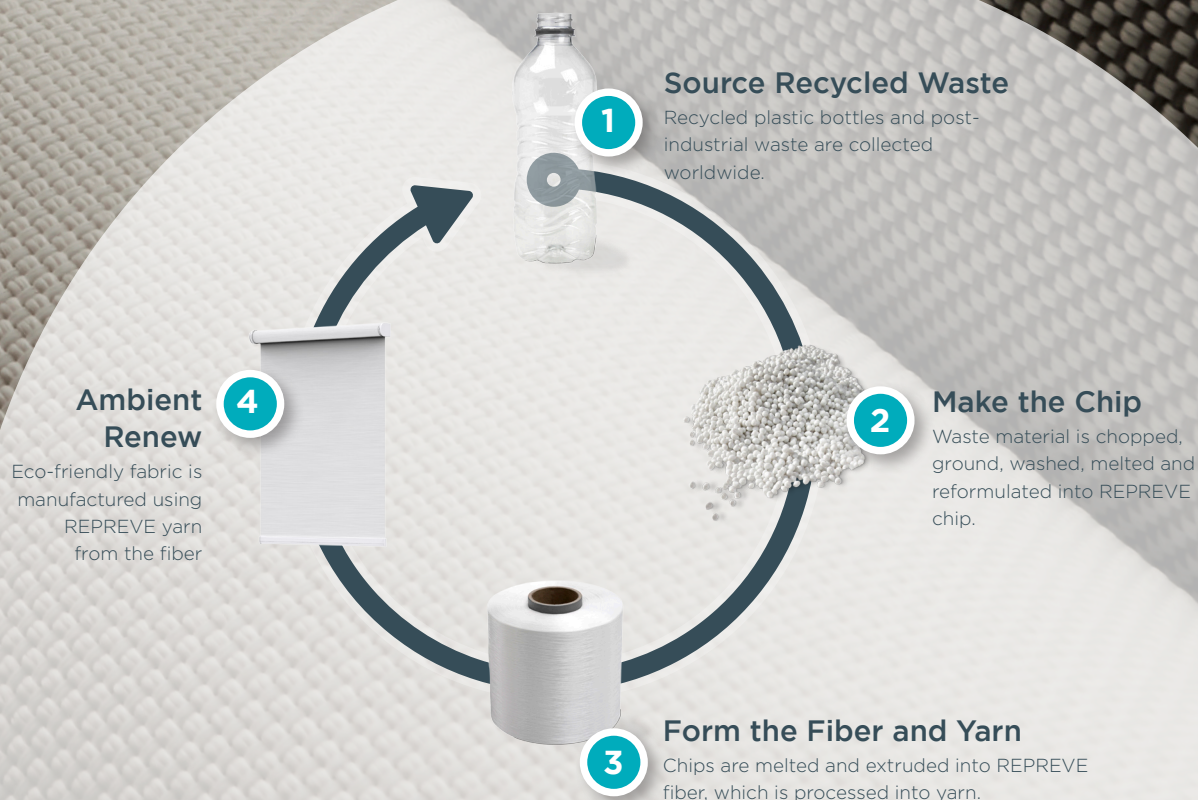 1
Source Recycled Waste
Recycled plastic bottles and post-
industrial waste are collected
worldwide.
2
Make the Chip
Waste material is chopped,
ground, washed, melted and
reformulated into REPREVE
chip.
3
Form the Fiber and Yarn
Chips are melted and extruded into REPREVE
fiber, which is processed into yarn.
4
Ambient
Renew
Eco-friendly fabric is
manufactured using
REPREVE yarn
from the fiber